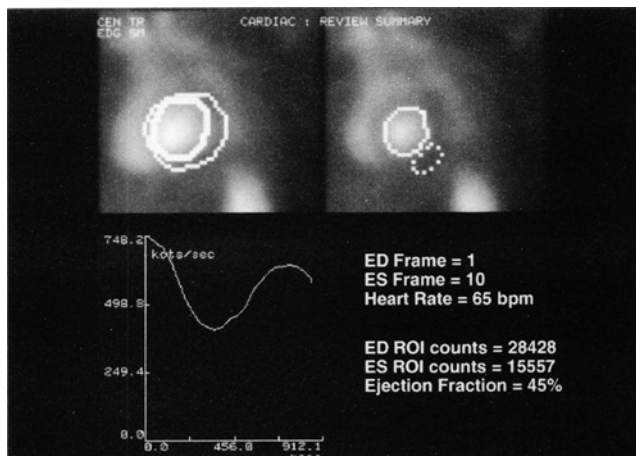 CEN TR
EDG SM
CARDIAC : REVIEW SUMMARY
748.2
kcts/sec
498.8
249.4
0.0
0.0 456.0 912.1
ED Frame = 1
ES Frame = 10
Heart Rate = 65 bpm
ED ROI counts = 28428
ES ROI counts = 15557
Ejection Fraction = 45%